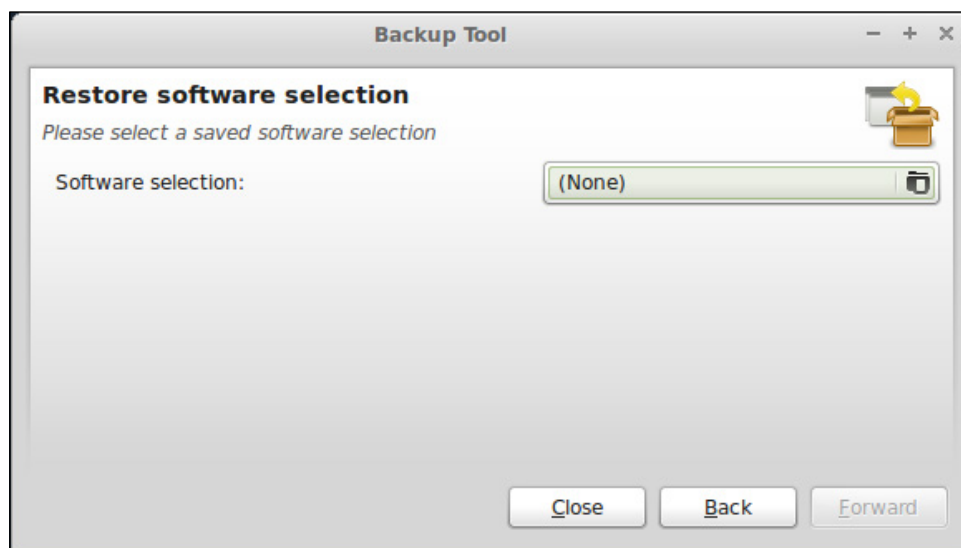 Backup Tool
Restore software selection
Please select a saved software selection
Software selection: (None)
Close Back Forward